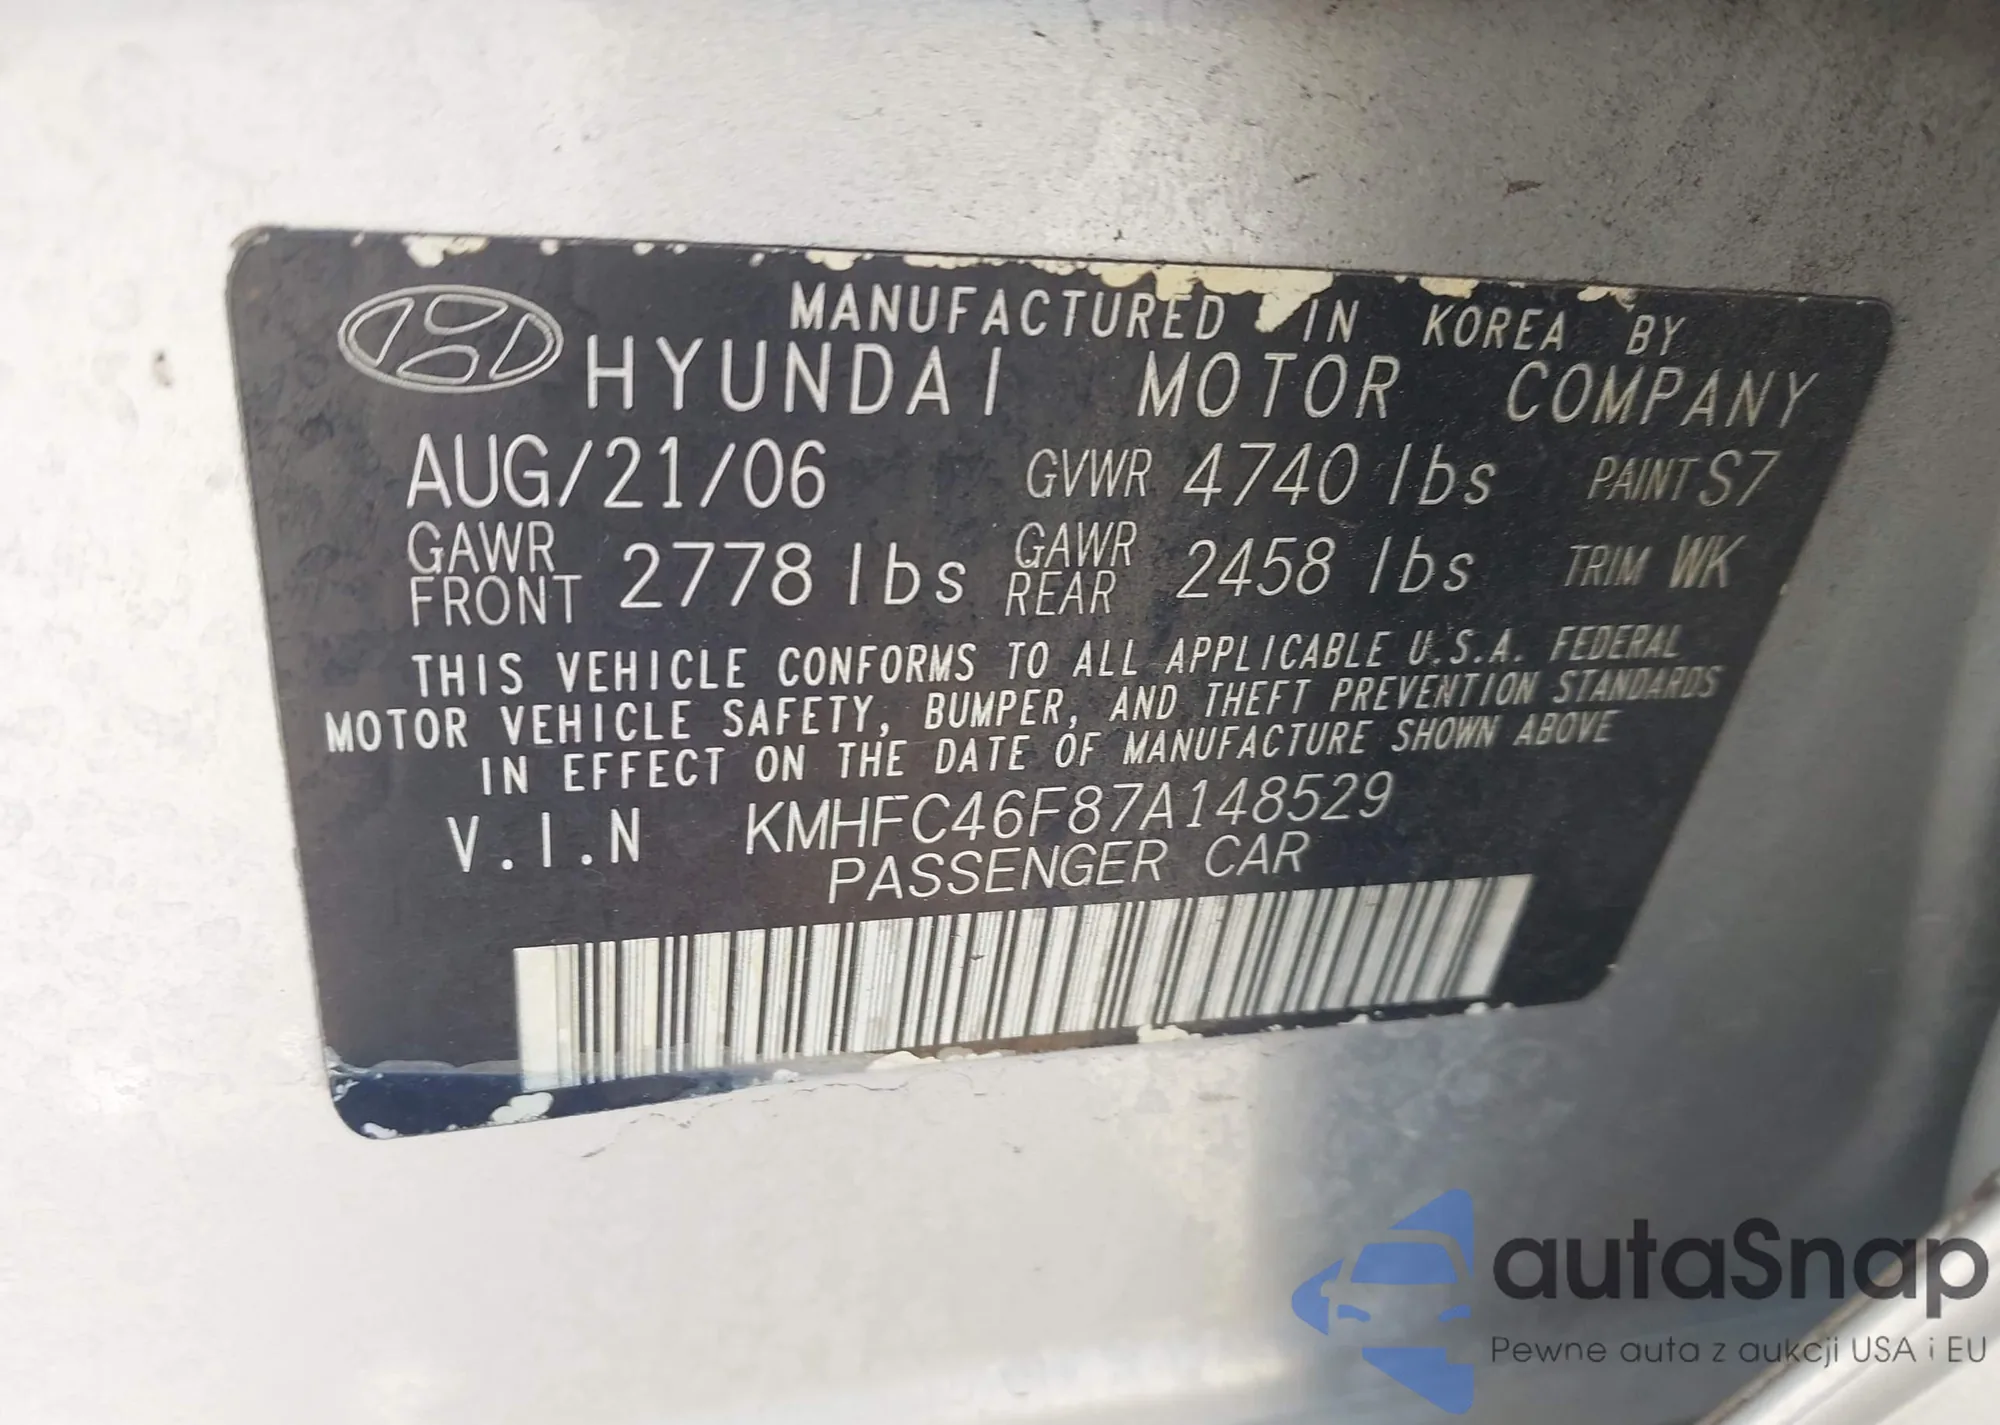 MANUFACTURED IN KOREA BY
HYUNDAI MOTOR COMPANY
AUG/21/06 GVWR 4740 lbs PAINT S7
GAWR FRONT 2778 lbs GAWR REAR 2458 lbs TRIM WK
THIS VEHICLE CONFORMS TO ALL APPLICABLE U.S.A. FEDERAL
MOTOR VEHICLE SAFETY, BUMPER, AND THEFT PREVENTION STANDARDS
IN EFFECT ON THE DATE OF MANUFACTURE SHOWN ABOVE
V.I.N KMHFC46F87A148529
PASSENGER CAR
autaSnap
Pewne auta z aukcji USA i EU